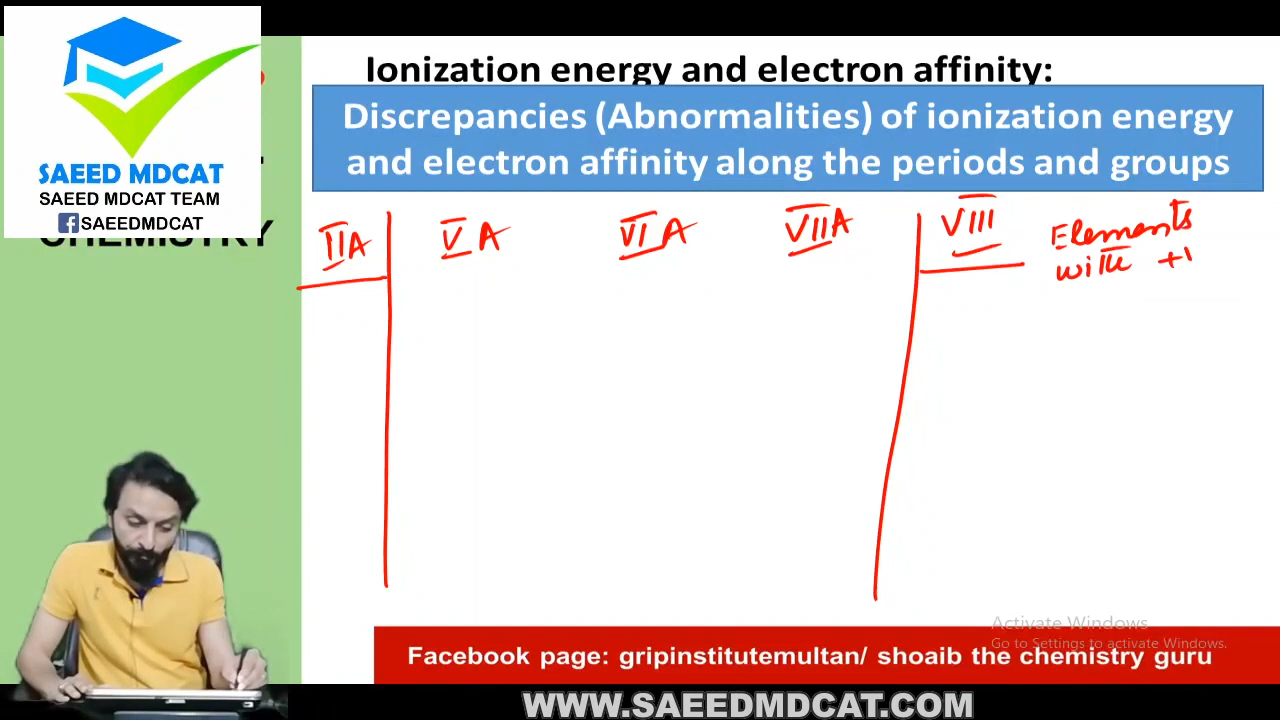 Ionization energy and electron affinity:
Discrepancies (Abnormalities) of ionization energy
and electron affinity along the periods and groups
SAEED MDCAT
SAEED MDCAT TEAM
SAEEDMDCAT
CHEMISTRY
IIA
VA
VIA
VIIA
VIII
Elements
with +1
Activate Windows
Go to Settings to activate Windows.
Facebook page: gripinstitutemultan/ shoaib the chemistry guru
WWW.SAEEDMDCAT.COM